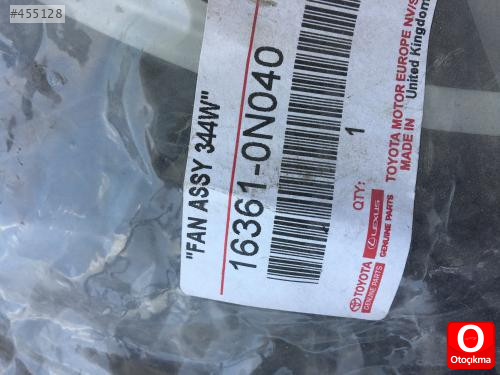 #455128
"FAN ASSY 344W"
16361-0N040
QTY: 1
TOYOTA
GENUINE PARTS
LEXUS
GENUINE PARTS
TOYOTA MOTOR EUROPE NV/S
MADE IN United Kingdom
O
Otoçıkma